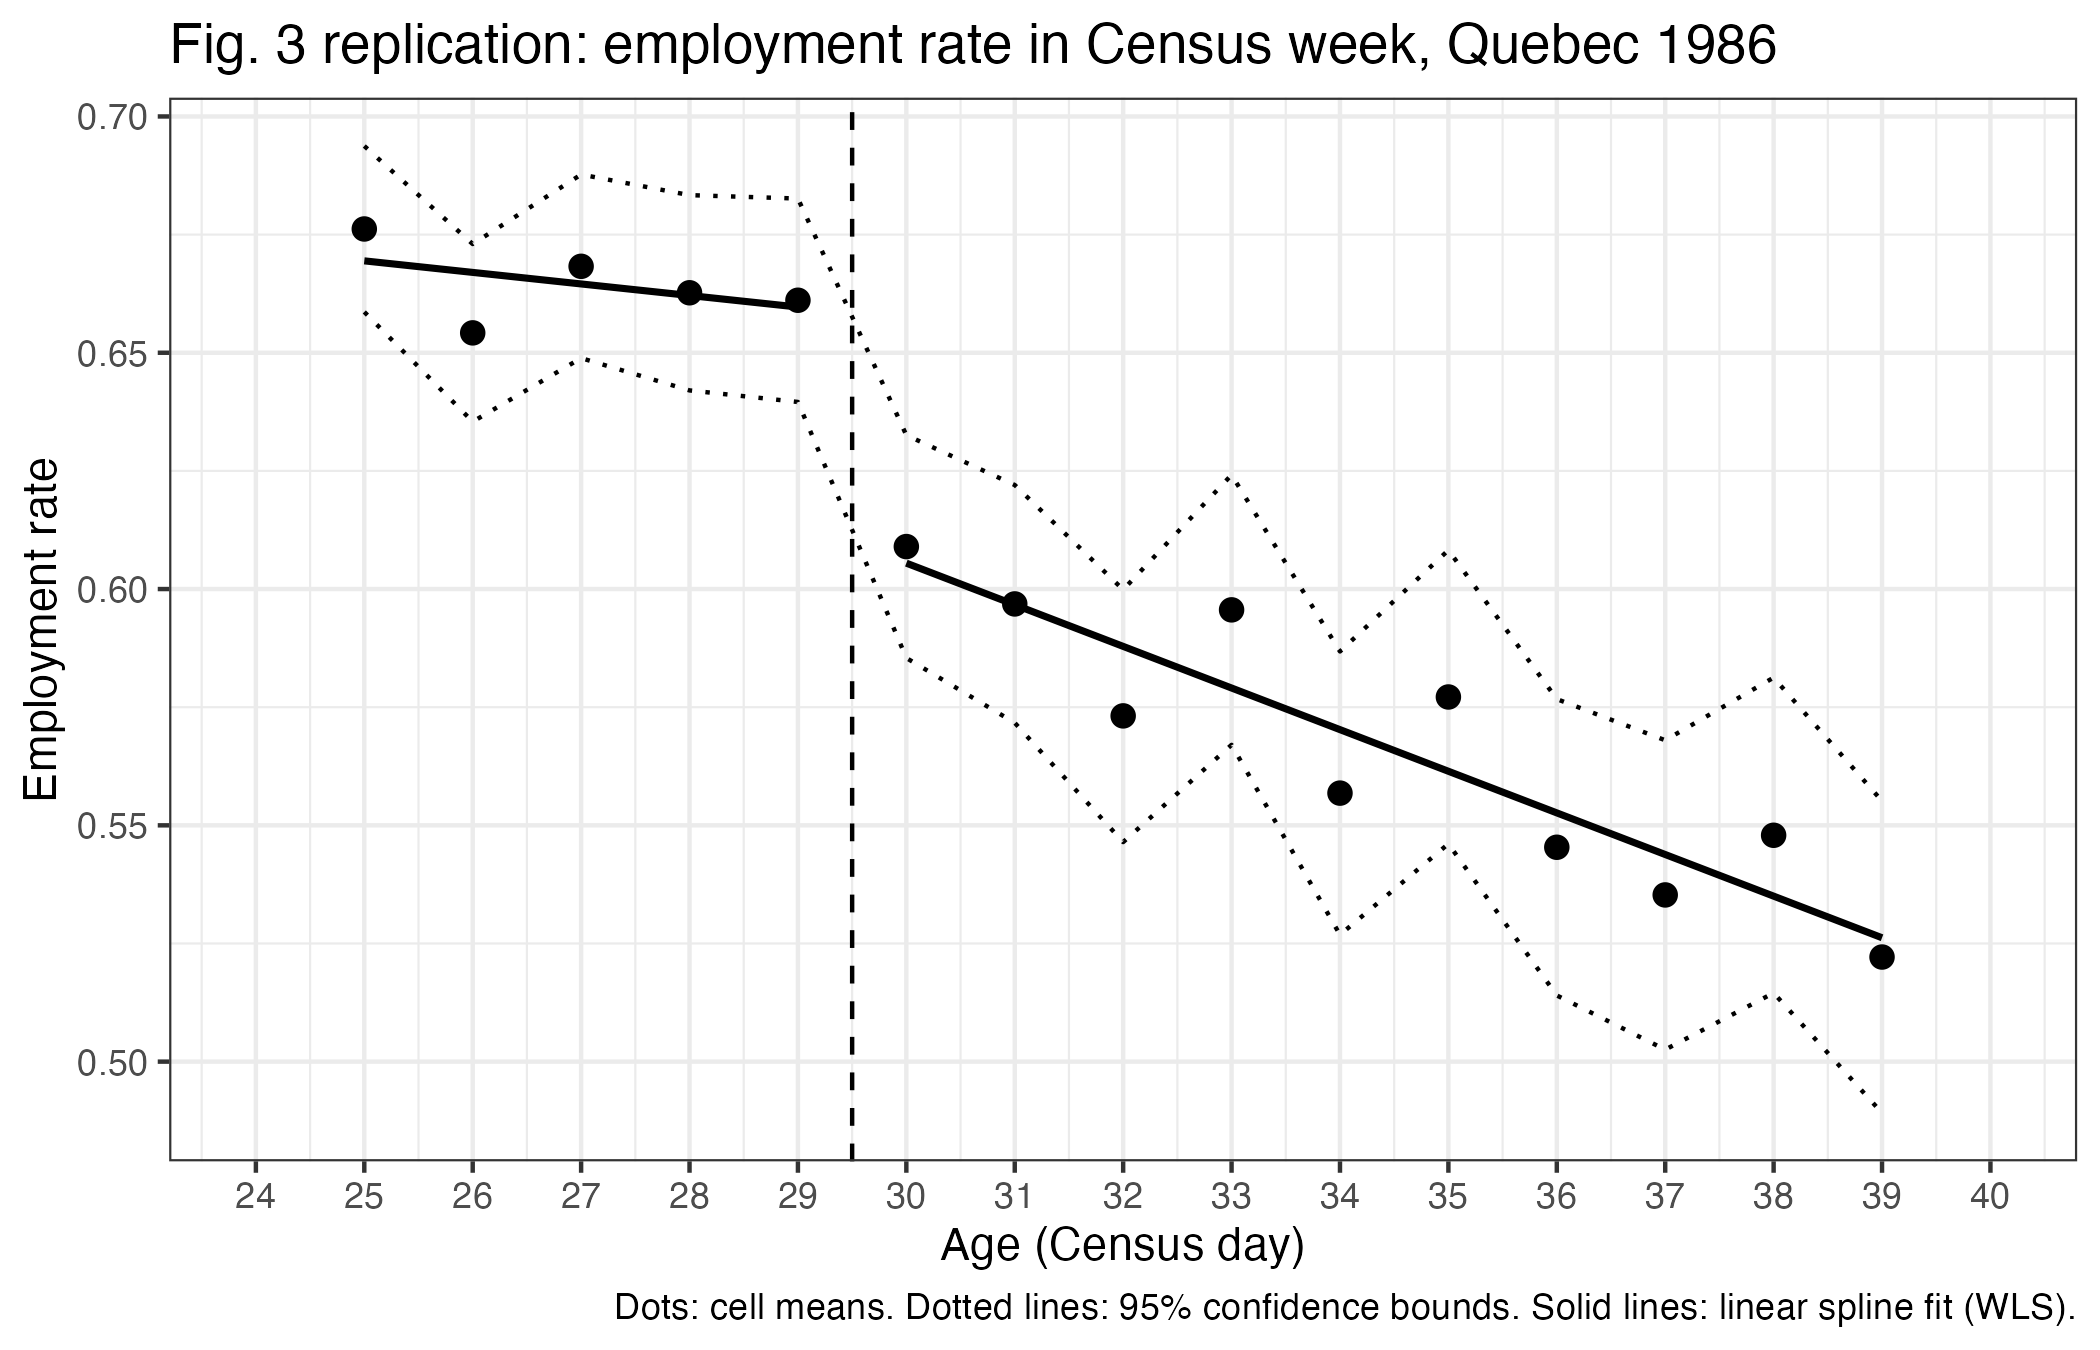 Fig. 3 replication: employment rate in Census week, Quebec 1986
Employment rate
0.70
0.65
0.60
0.55
0.50
24 25 26 27 28 29 30 31 32 33 34 35 36 37 38 39 40
Age (Census day)
Dots: cell means. Dotted lines: 95% confidence bounds. Solid lines: linear spline fit (WLS).